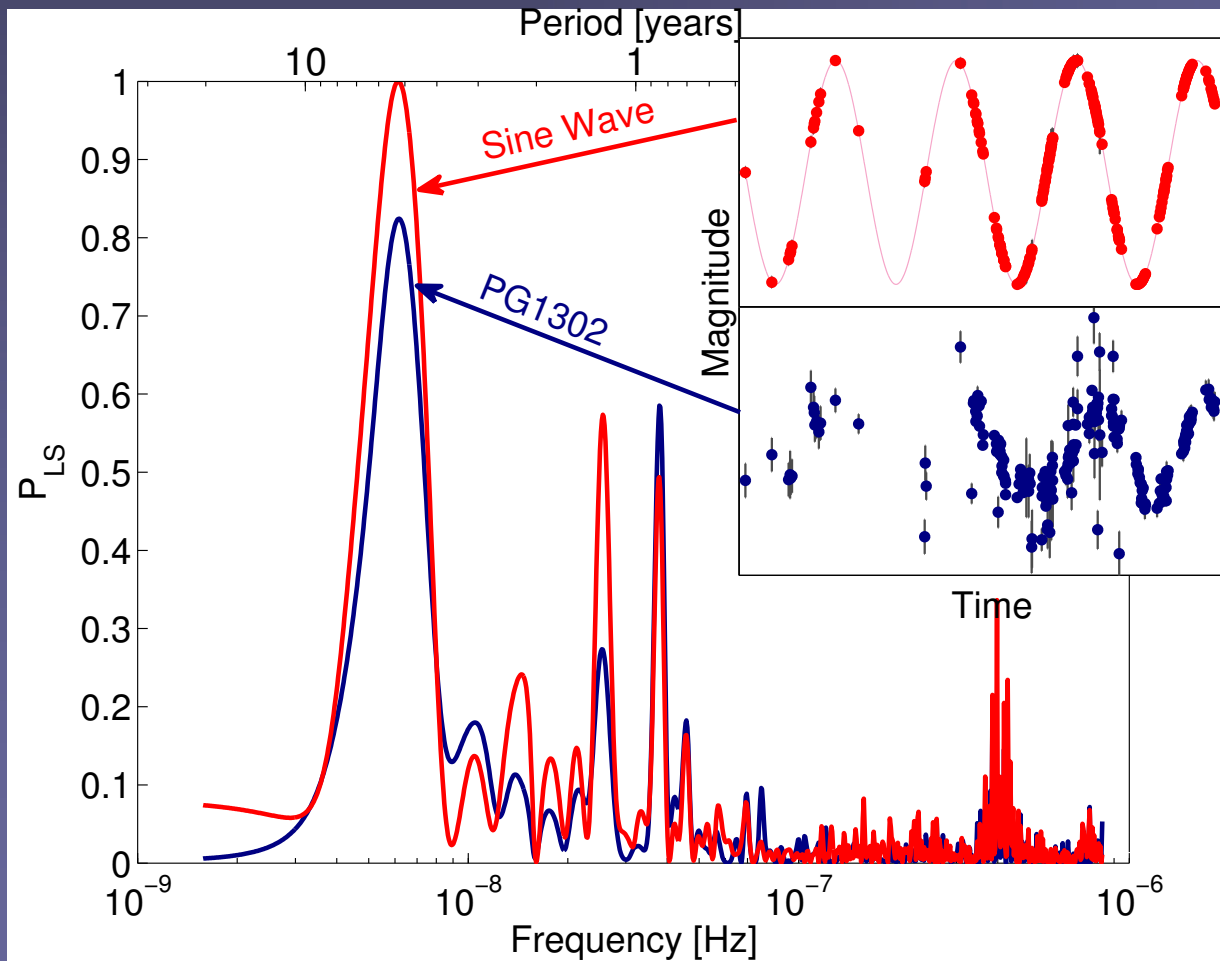 Period [years]
10 1
1
0.9
0.8
0.7
0.6
0.5
0.4
0.3
0.2
0.1
0
P_LS
Sine Wave
PG1302
Magnitude
Time
10^-9 10^-8 10^-7 10^-6
Frequency [Hz]